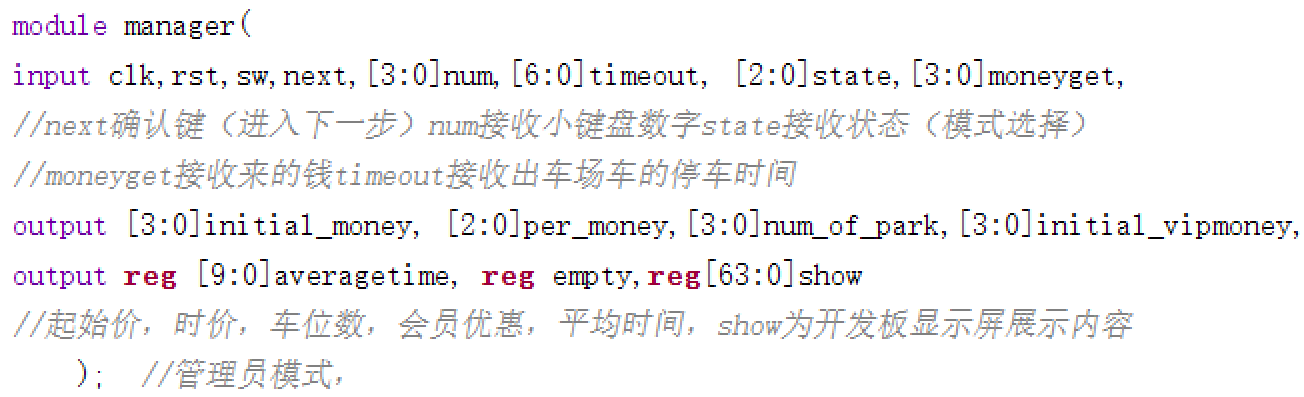 module manager(
input clk,rst,sw,next,[3:0]num,[6:0]timeout, [2:0]state,[3:0]moneyget,
//next确认键（进入下一步）num接收小键盘数字state接收状态（模式选择）
//moneyget接收来的钱timeout接收出车场车的停车时间
output [3:0]initial_money, [2:0]per_money,[3:0]num_of_park,[3:0]initial_vipmoney,
output reg [9:0]averagetime, reg empty,reg[63:0]show
//起始价，时价，车位数，会员优惠，平均时间，show为开发板显示屏展示内容
); //管理员模式，